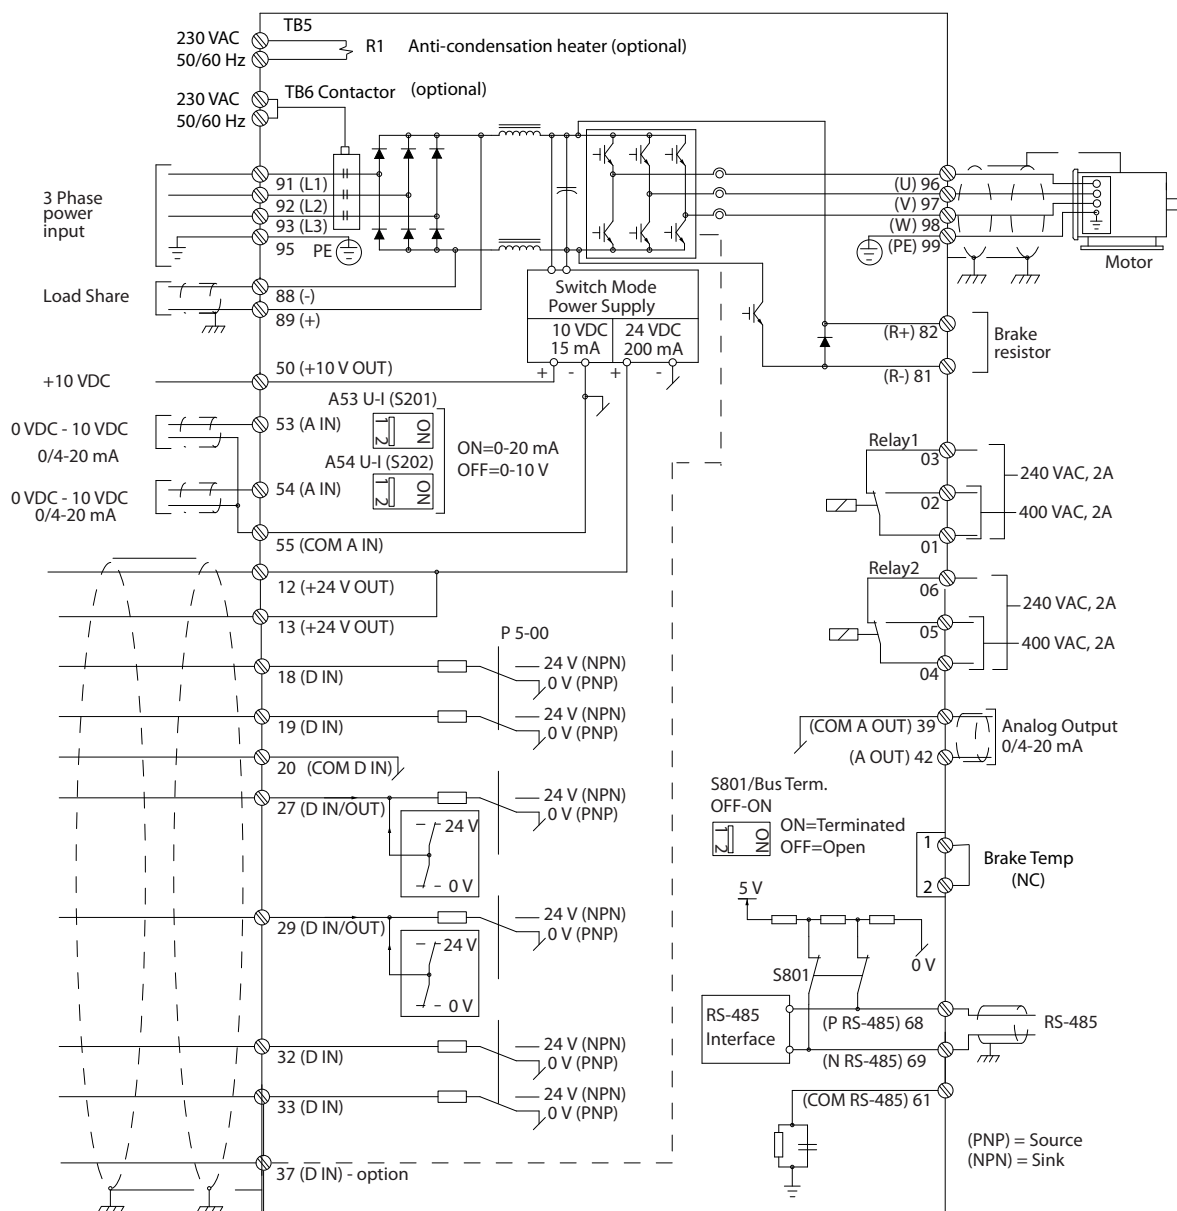 TB5
230 VAC
50/60 Hz
R1 Anti-condensation heater (optional)
TB6 Contactor (optional)
230 VAC
50/60 Hz
3 Phase
power
input
91 (L1)
92 (L2)
93 (L3)
95
PE
(U) 96
(V) 97
(W) 98
(PE) 99
Motor
Load Share
88 (-)
89 (+)
Switch Mode
Power Supply
10 VDC
15 mA
24 VDC
200 mA
+ - + -
(R+) 82
(R-) 81
Brake
resistor
+10 VDC
50 (+10 V OUT)
A53 U-I (S201)
1 2
ON
0 VDC - 10 VDC
0/4-20 mA
53 (A IN)
ON=0-20 mA
OFF=0-10 V
A54 U-I (S202)
1 2
ON
0 VDC - 10 VDC
0/4-20 mA
54 (A IN)
55 (COM A IN)
Relay1
03
02
01
240 VAC, 2A
400 VAC, 2A
12 (+24 V OUT)
13 (+24 V OUT)
Relay2
06
05
04
240 VAC, 2A
400 VAC, 2A
P 5-00
18 (D IN)
24 V (NPN)
0 V (PNP)
19 (D IN)
24 V (NPN)
0 V (PNP)
20 (COM D IN)
27 (D IN/OUT)
24 V (NPN)
0 V (PNP)
24 V
0 V
29 (D IN/OUT)
24 V (NPN)
0 V (PNP)
24 V
0 V
32 (D IN)
24 V (NPN)
0 V (PNP)
33 (D IN)
24 V (NPN)
0 V (PNP)
37 (D IN) - option
(COM A OUT) 39
(A OUT) 42
Analog Output
0/4-20 mA
S801/Bus Term.
OFF-ON
1 2
ON
ON=Terminated
OFF=Open
1
2
Brake Temp
(NC)
5 V
0 V
S801
RS-485
Interface
(P RS-485) 68
(N RS-485) 69
RS-485
(COM RS-485) 61
(PNP) = Source
(NPN) = Sink